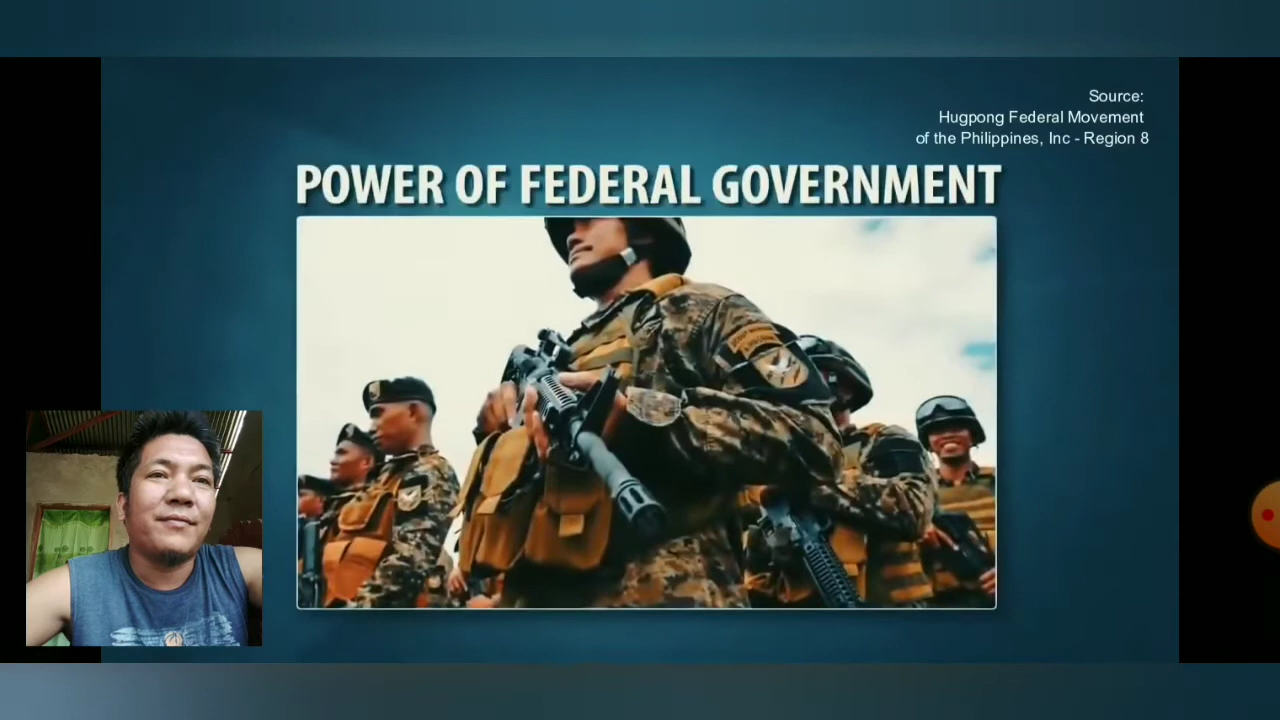 Source:
Hugpong Federal Movement
of the Philippines, Inc - Region 8
POWER OF FEDERAL GOVERNMENT